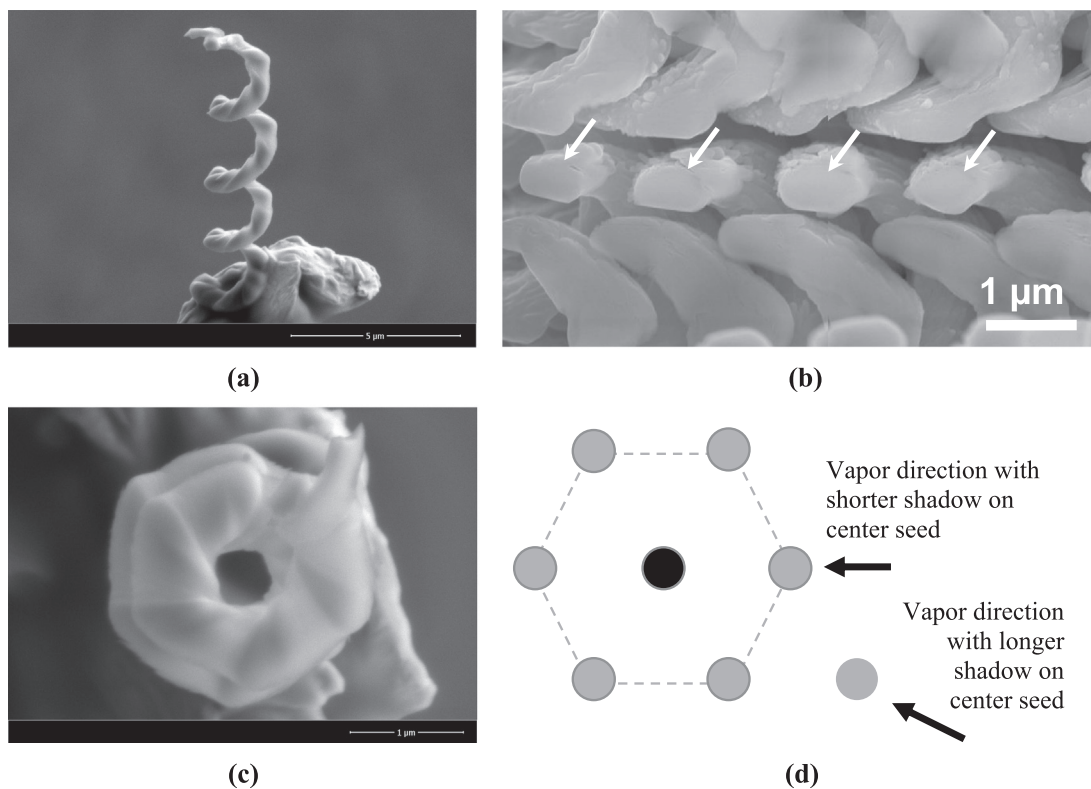 5 µm
1 µm
(a)
(b)
1 µm
Vapor direction with
shorter shadow on
center seed
Vapor direction
with longer
shadow on
center seed
(c)
(d)